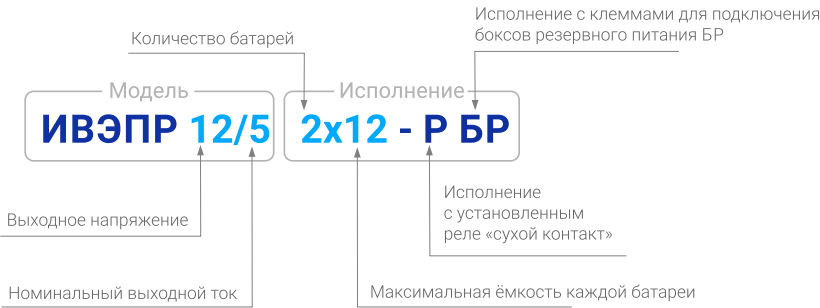 Исполнение с клеммами для подключения
боксов резервного питания БР
Количество батарей
Модель
Исполнение
ИВЭПР 12/5 2x12 - Р БР
Исполнение
с установленным
реле «сухой контакт»
Выходное напряжение
Номинальный выходной ток
Максимальная ёмкость каждой батареи